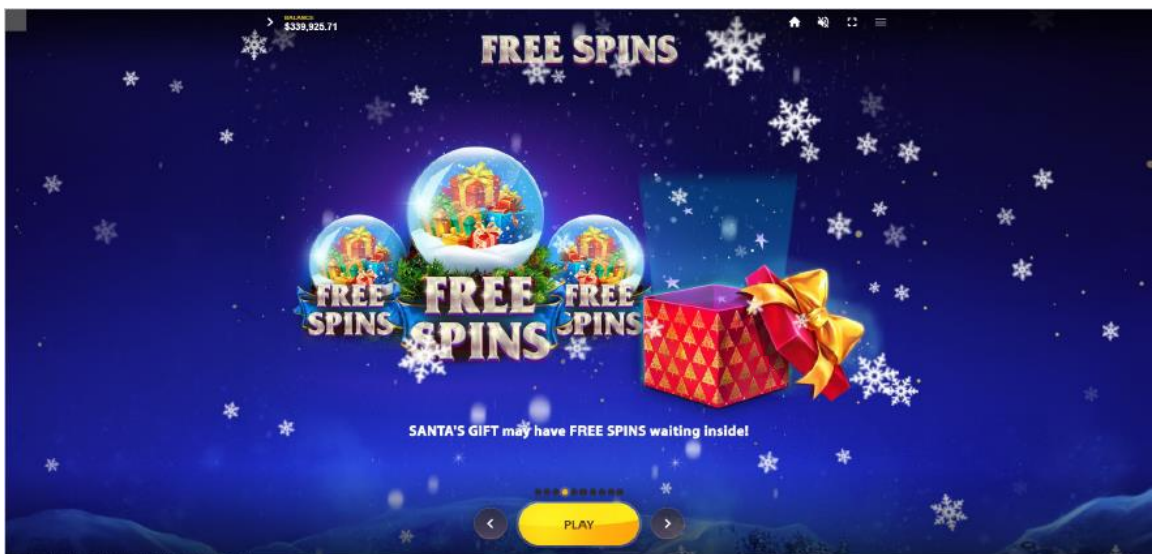 BALANCE
$339,925.71
FREE SPINS
FREE
SPINS
FREE
SPINS
FREE
SPINS
SANTA'S GIFT may have FREE SPINS waiting inside!
PLAY